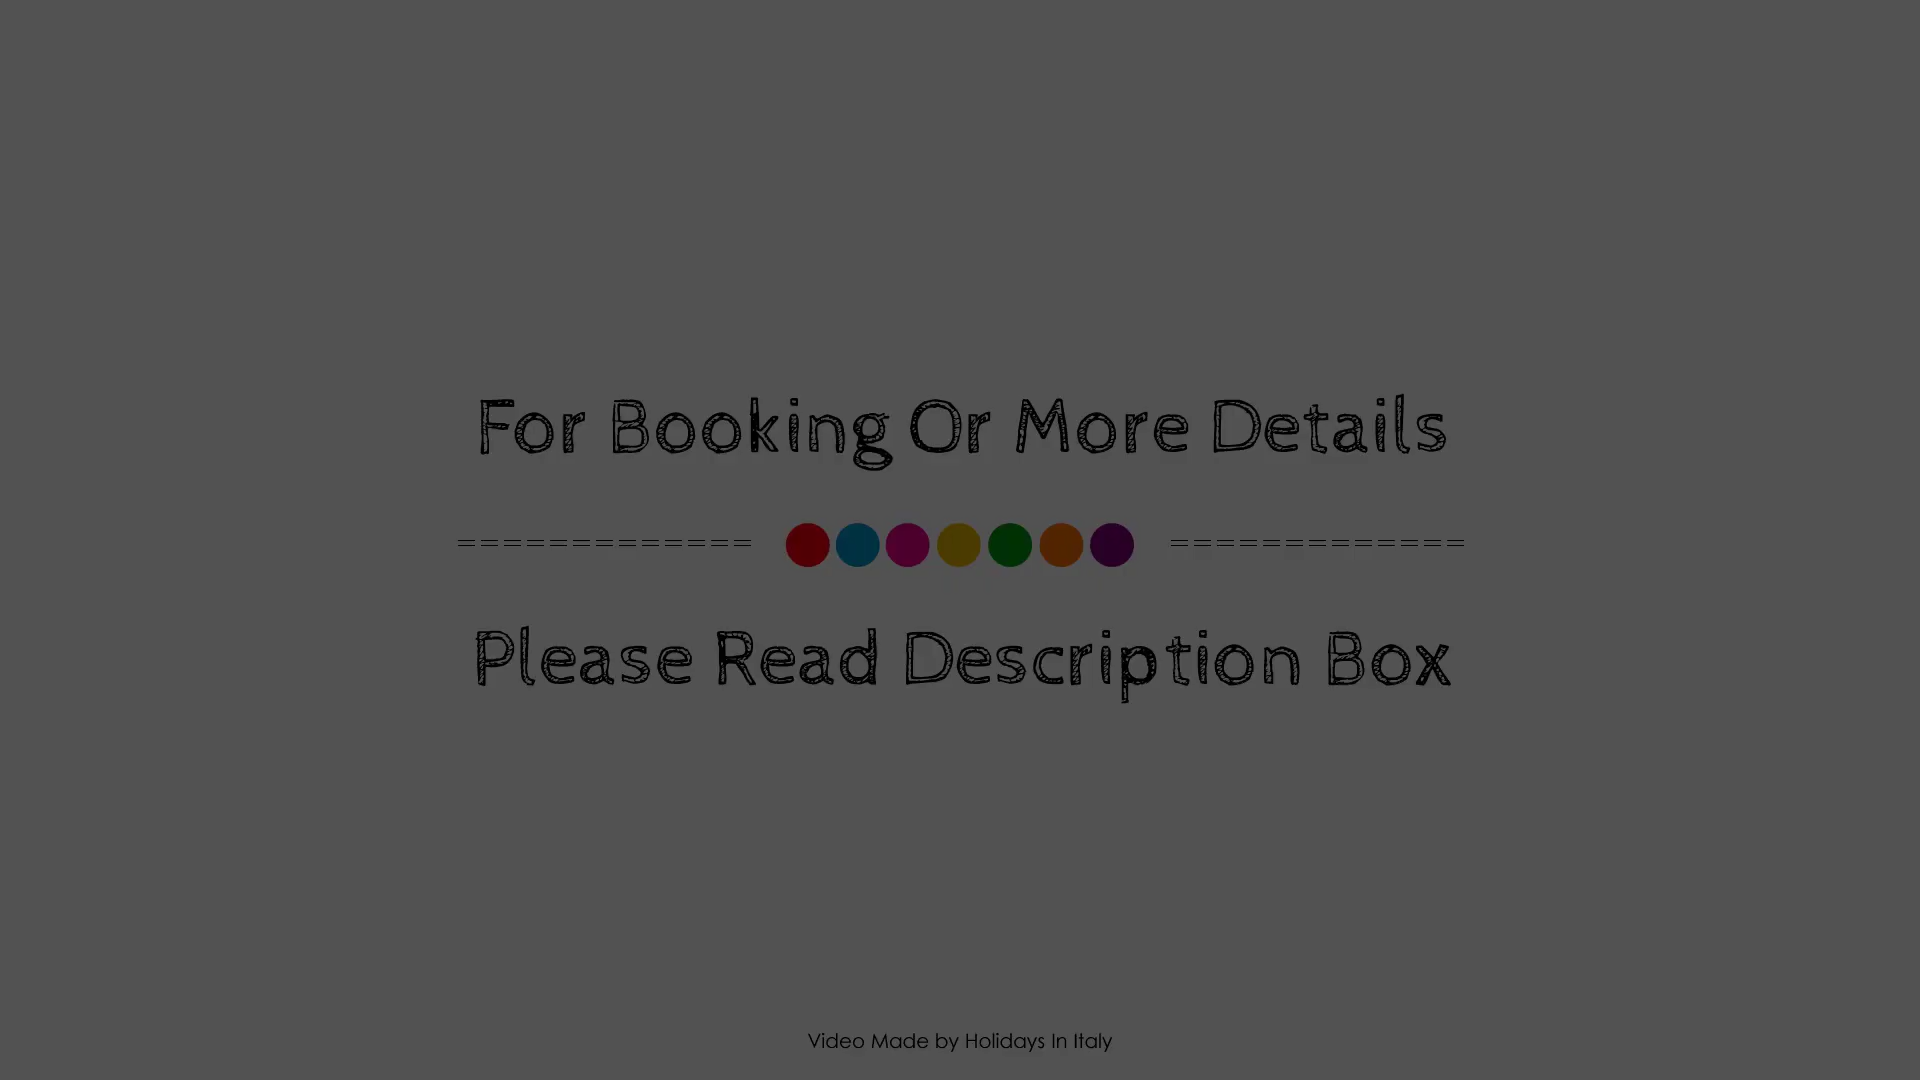 For Booking Or More Details
============= =============
Please Read Description Box
Video Made by Holidays In Italy